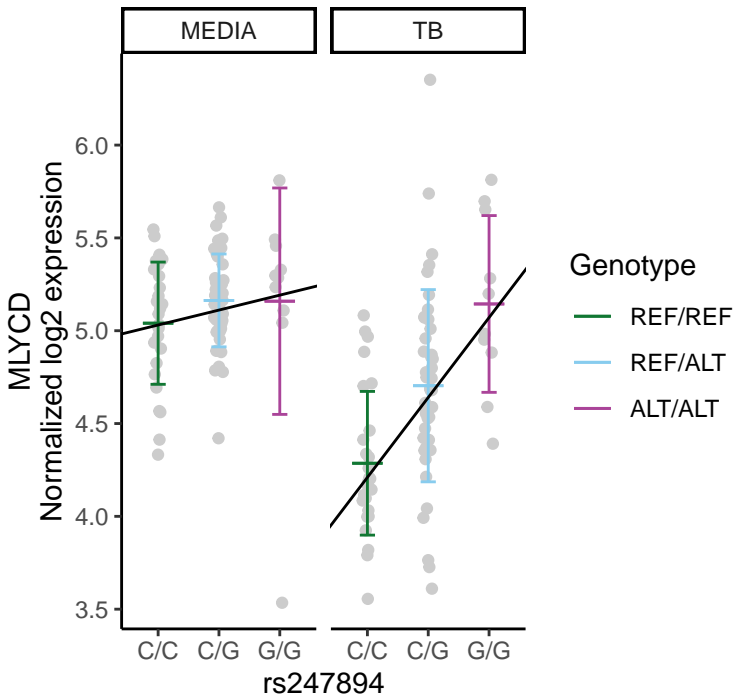 MEDIA TB
MLYCD
Normalized log2 expression
6.0
5.5
5.0
4.5
4.0
3.5
C/C C/G G/G C/C C/G G/G
rs247894
Genotype
REF/REF
REF/ALT
ALT/ALT